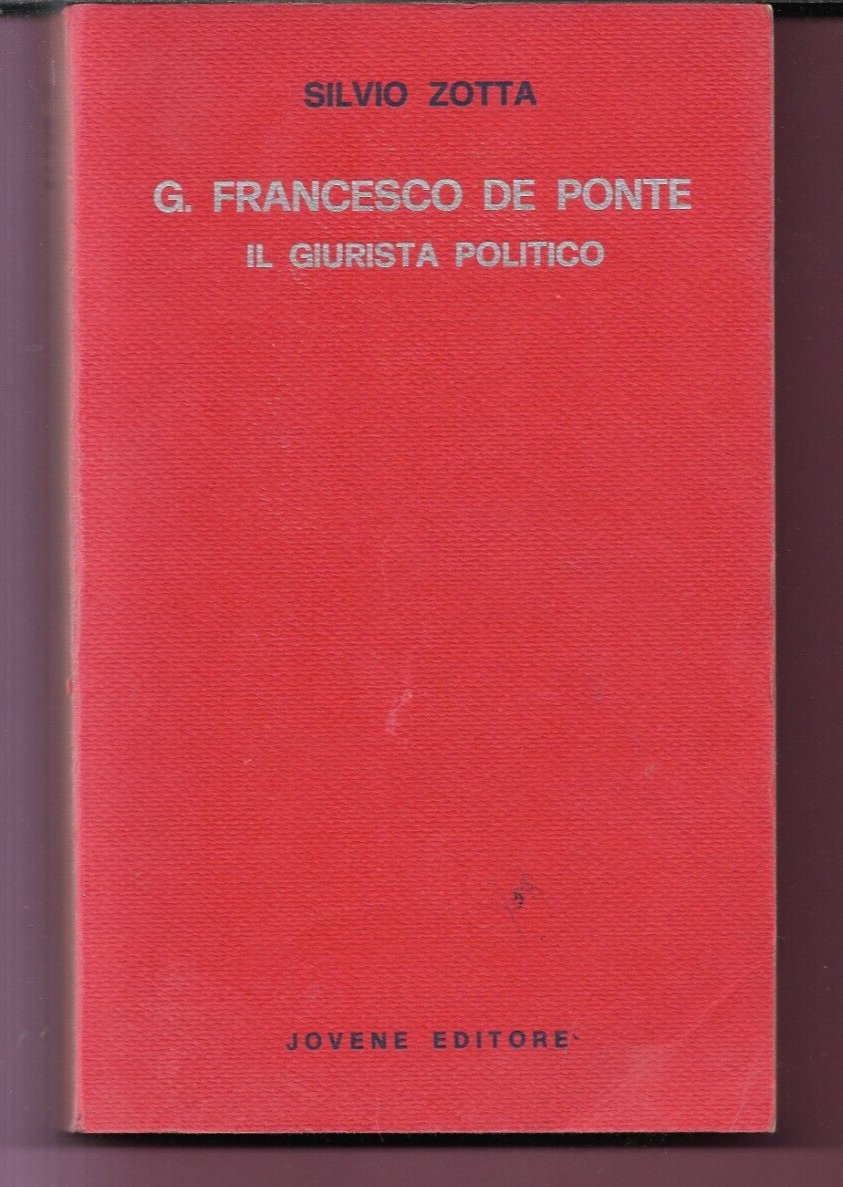 SILVIO ZOTTA
G. FRANCESCO DE PONTE
IL GIURISTA POLITICO
JOVENE EDITORE